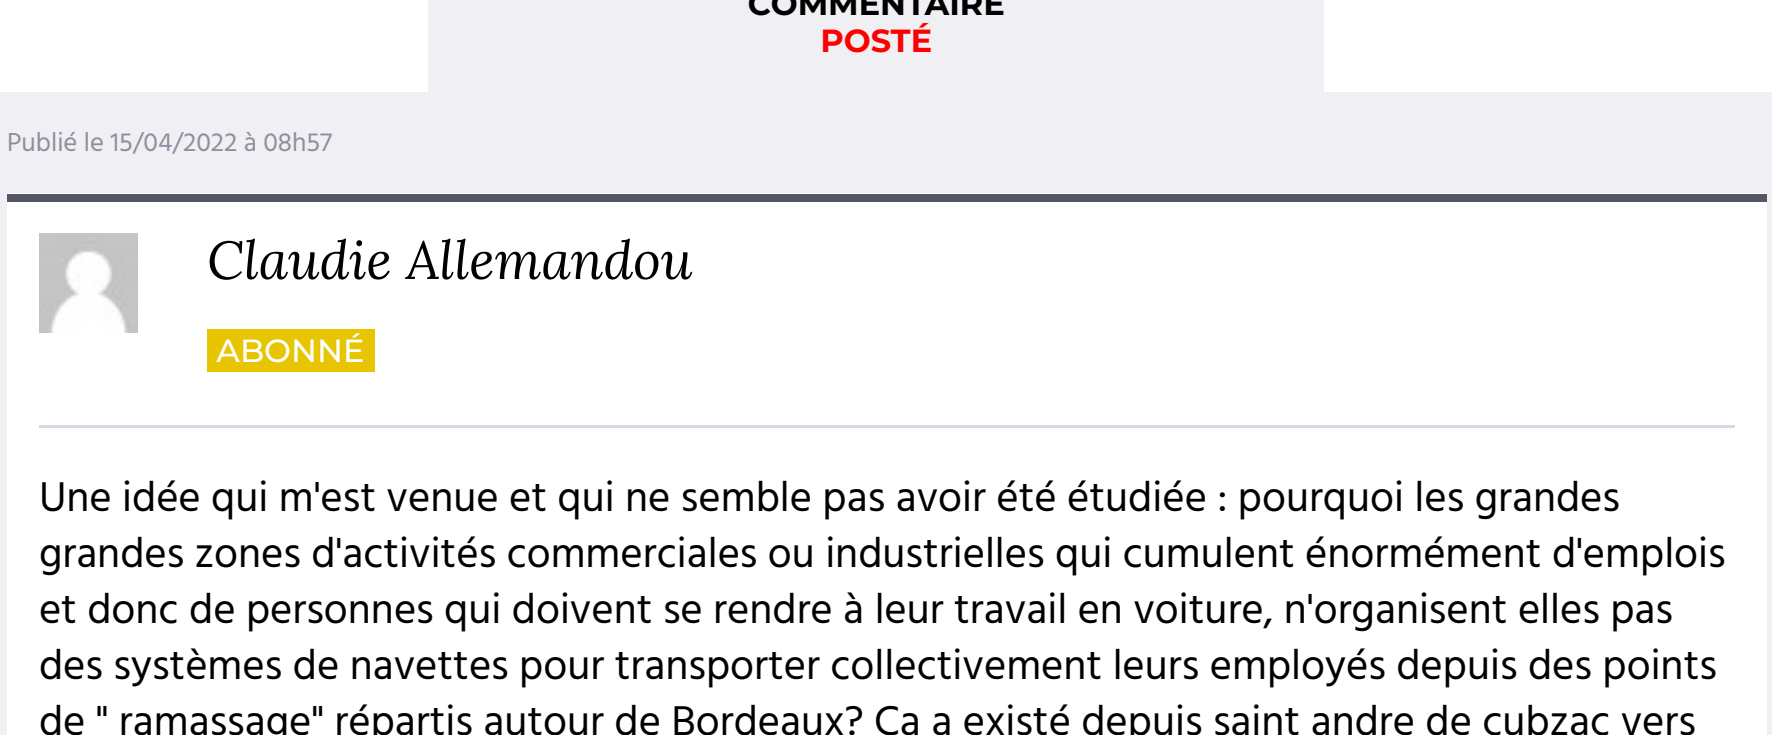 COMMENTAIRE
POSTÉ
Publié le 15/04/2022 à 08h57
Claudie Allemandou
ABONNÉ
Une idée qui m'est venue et qui ne semble pas avoir été étudiée : pourquoi les grandes
grandes zones d'activités commerciales ou industrielles qui cumulent énormément d'emplois
et donc de personnes qui doivent se rendre à leur travail en voiture, n'organisent elles pas
des systèmes de navettes pour transporter collectivement leurs employés depuis des points
de " ramassage" répartis autour de Bordeaux? Ca a existé depuis saint andre de cubzac vers